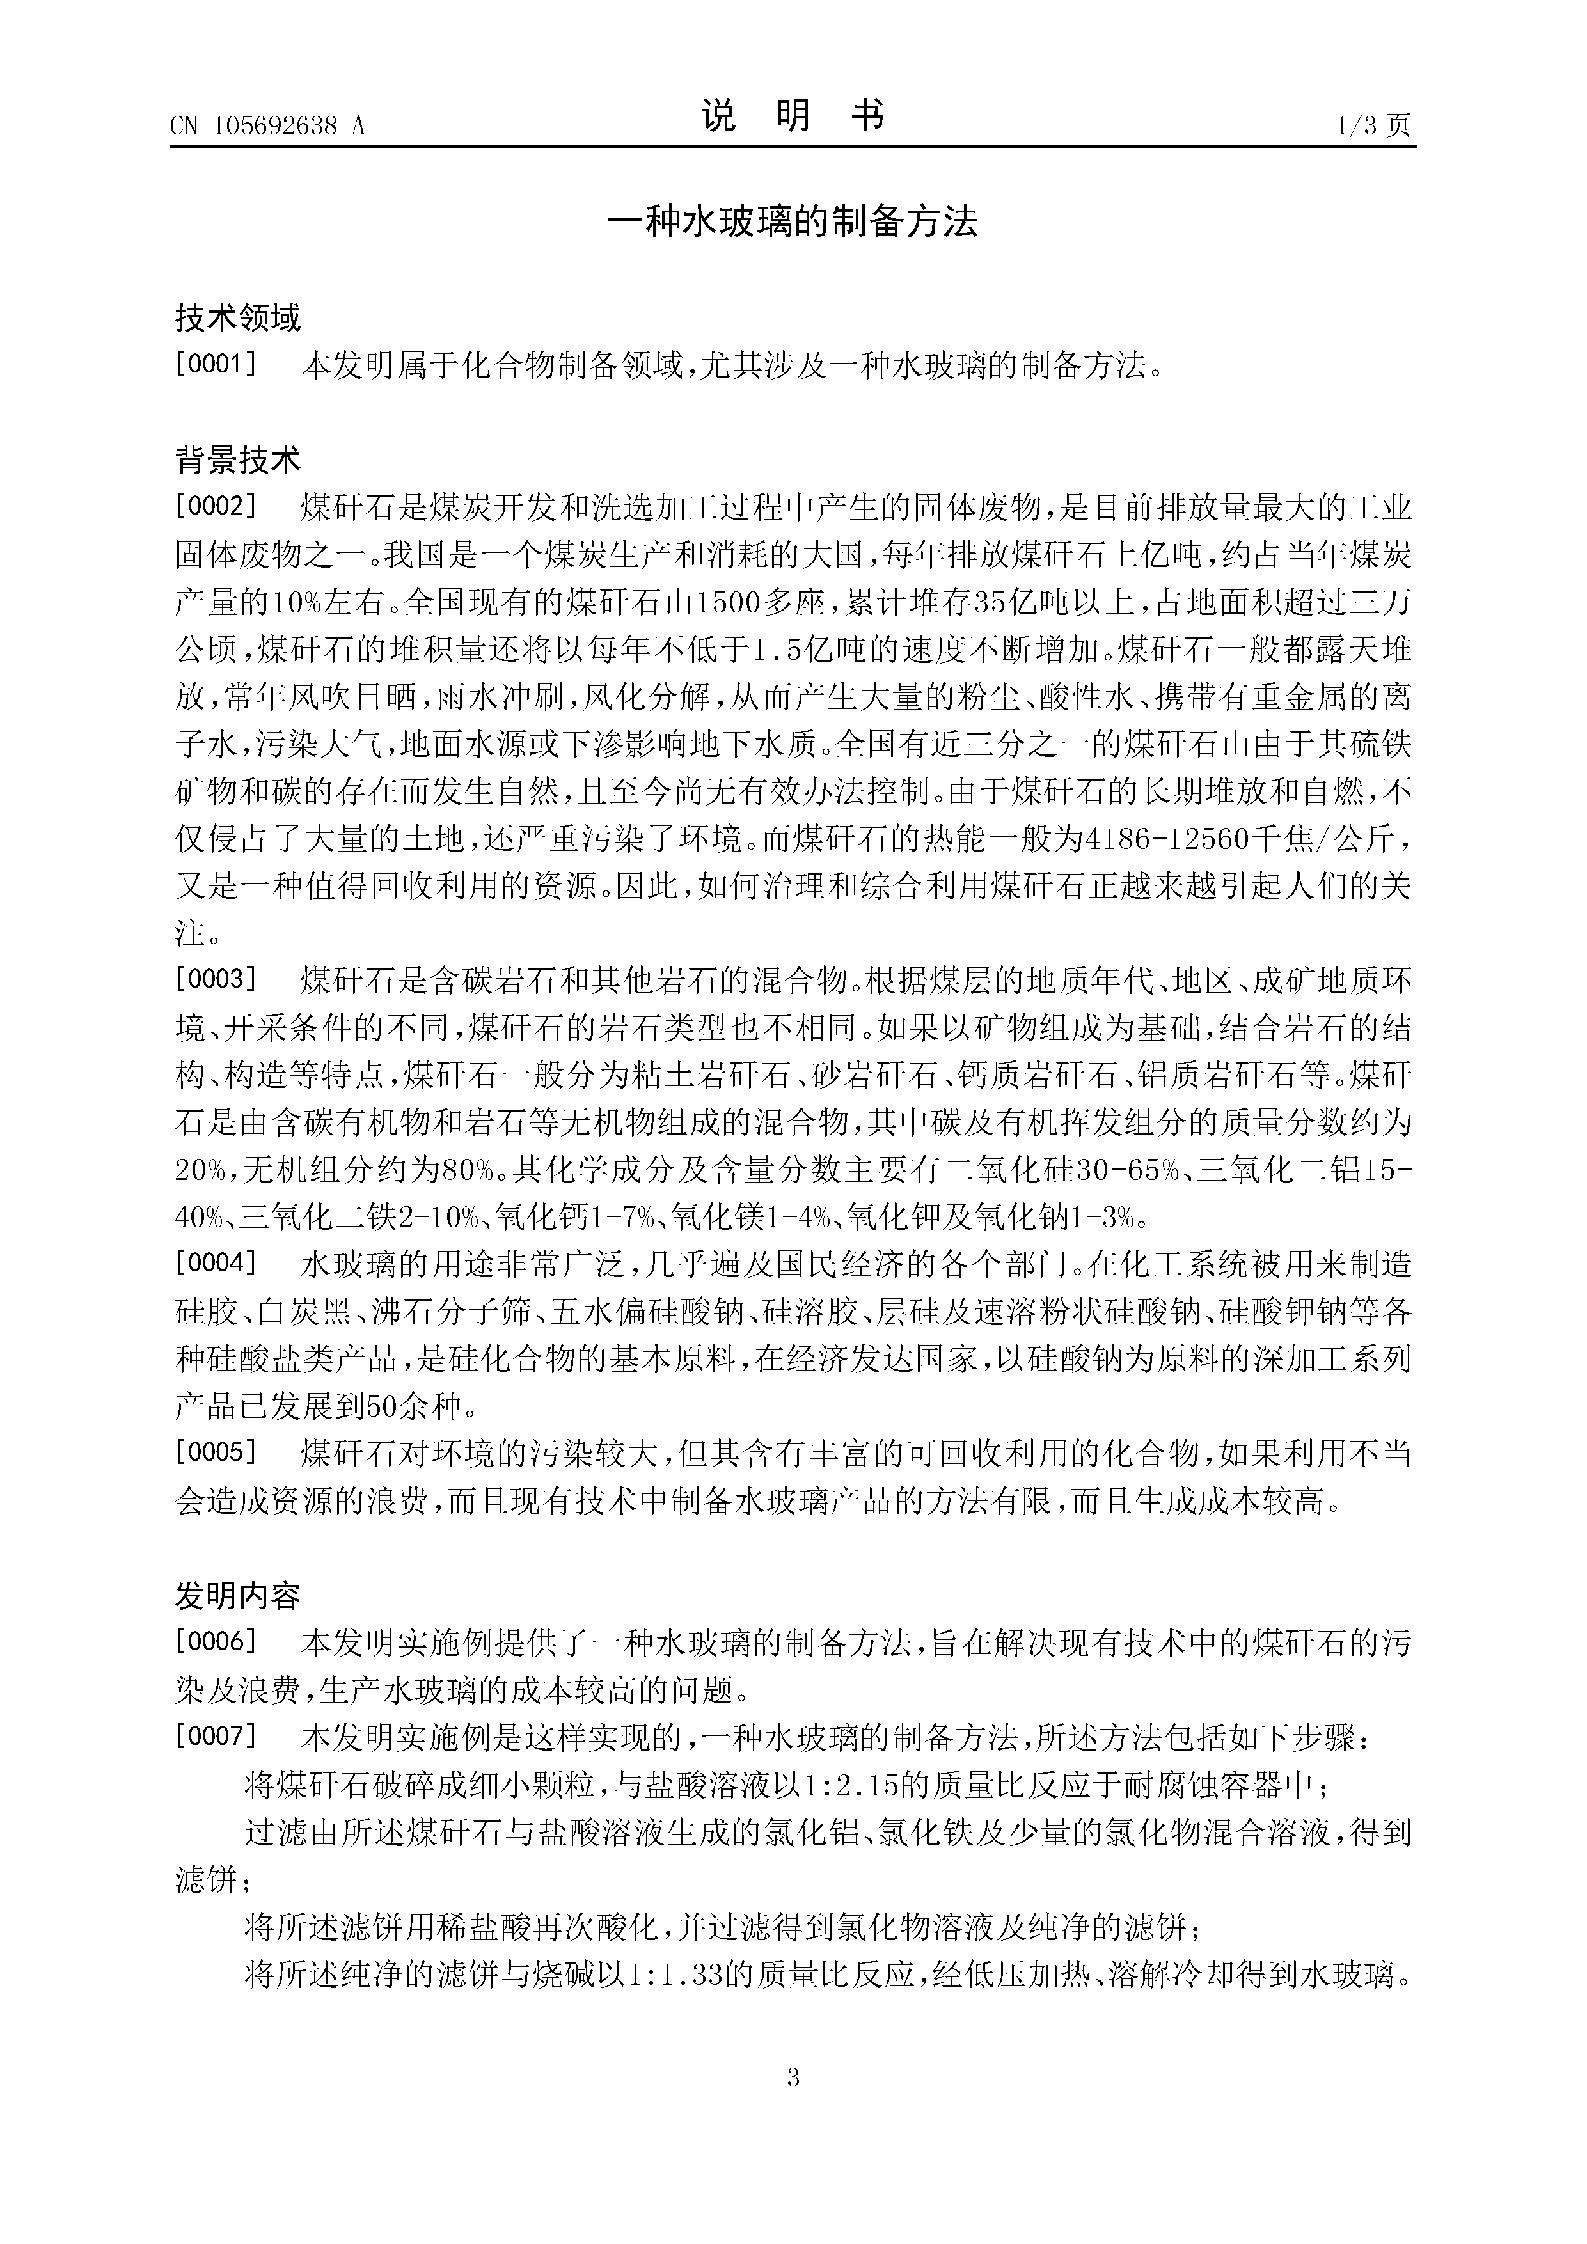 CN 105692638 A
说 明 书
1/3 页
一种水玻璃的制备方法
技术领域
[0001] 本发明属于化合物制备领域,尤其涉及一种水玻璃的制备方法。
背景技术
[0002] 煤矸石是煤炭开发和洗选加工过程中产生的固体废物,是目前排放量最大的工业
固体废物之一。我国是一个煤炭生产和消耗的大国,每年排放煤矸石上亿吨,约占当年煤炭
产量的10%左右。全国现有的煤矸石山1500多座,累计堆存35亿吨以上,占地面积超过三万
公顷,煤矸石的堆积量还将以每年不低于1.5亿吨的速度不断增加。煤矸石一般都露天堆
放,常年风吹日晒,雨水冲刷,风化分解,从而产生大量的粉尘、酸性水、携带有重金属的离
子水,污染大气,地面水源或下渗影响地下水质。全国有近三分之一的煤矸石山由于其硫铁
矿物和碳的存在而发生自然,且至今尚无有效办法控制。由于煤矸石的长期堆放和自燃,不
仅侵占了大量的土地,还严重污染了环境。而煤矸石的热能一般为4186-12560千焦/公斤,
又是一种值得回收利用的资源。因此,如何治理和综合利用煤矸石正越来越引起人们的关
注。
[0003] 煤矸石是含碳岩石和其他岩石的混合物。根据煤层的地质年代、地区、成矿地质环
境、开采条件的不同,煤矸石的岩石类型也不相同。如果以矿物组成为基础,结合岩石的结
构、构造等特点,煤矸石一般分为粘土岩矸石、砂岩矸石、钙质岩矸石、铝质岩矸石等。煤矸
石是由含碳有机物和岩石等无机物组成的混合物,其中碳及有机挥发组分的质量分数约为
20%,无机组分约为80%。其化学成分及含量分数主要有二氧化硅30-65%、三氧化二铝15-
40%、三氧化二铁2-10%、氧化钙1-7%、氧化镁1-4%、氧化钾及氧化钠1-3%。
[0004] 水玻璃的用途非常广泛,几乎遍及国民经济的各个部门。在化工系统被用来制造
硅胶、白炭黑、沸石分子筛、五水偏硅酸钠、硅溶胶、层硅及速溶粉状硅酸钠、硅酸钾钠等各
种硅酸盐类产品,是硅化合物的基本原料,在经济发达国家,以硅酸钠为原料的深加工系列
产品已发展到50余种。
[0005] 煤矸石对环境的污染较大,但其含有丰富的可回收利用的化合物,如果利用不当
会造成资源的浪费,而且现有技术中制备水玻璃产品的方法有限,而且生成成本较高。
发明内容
[0006] 本发明实施例提供了一种水玻璃的制备方法,旨在解决现有技术中的煤矸石的污
染及浪费,生产水玻璃的成本较高的问题。
[0007] 本发明实施例是这样实现的,一种水玻璃的制备方法,所述方法包括如下步骤:
将煤矸石破碎成细小颗粒,与盐酸溶液以1:2.15的质量比反应于耐腐蚀容器中;
过滤由所述煤矸石与盐酸溶液生成的氯化铝、氯化铁及少量的氯化物混合溶液,得到
滤饼;
将所述滤饼用稀盐酸再次酸化,并过滤得到氯化物溶液及纯净的滤饼;
将所述纯净的滤饼与烧碱以1:1.33的质量比反应,经低压加热、溶解冷却得到水玻璃。
3